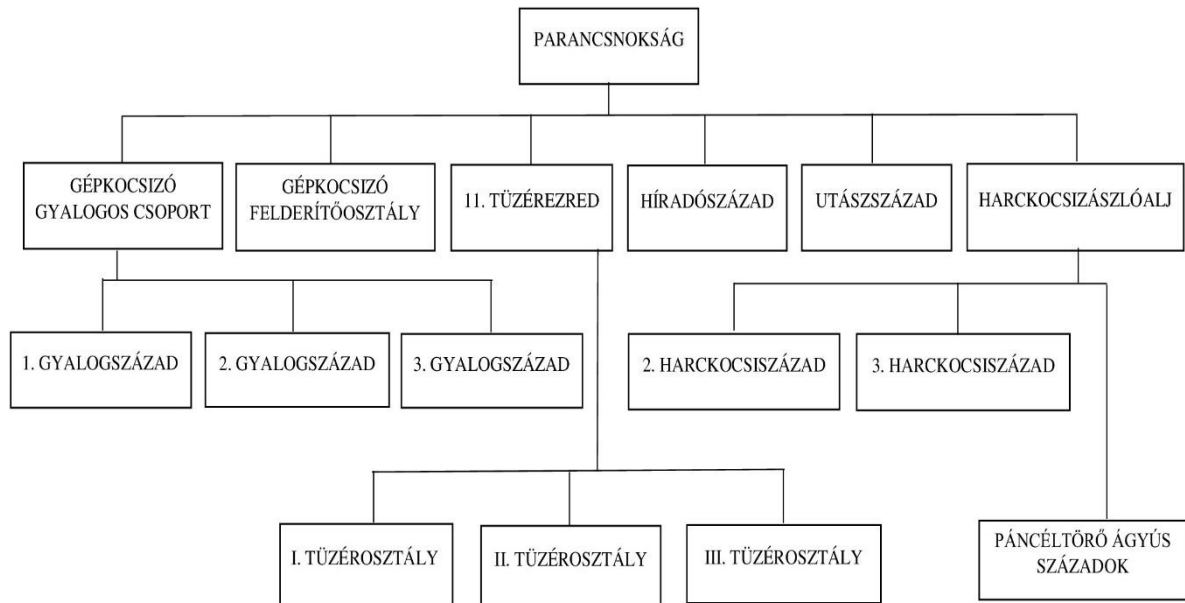 PARANCSNOKSÁG
GÉPKOCSIZÓ
GYALOGOS CSOPORT
GÉPKOCSIZÓ
FELDERÍTŐOSZTÁLY
11. TÜZÉREZRED
HÍRADÓSZÁZAD
UTÁSZSZÁZAD
HARCKOCSIZÁSZLÓALJ
1. GYALOGSZÁZAD
2. GYALOGSZÁZAD
3. GYALOGSZÁZAD
2. HARCKOCSISZÁZAD
3. HARCKOCSISZÁZAD
I. TÜZÉROSZTÁLY
II. TÜZÉROSZTÁLY
III. TÜZÉROSZTÁLY
PÁNCÉLTÖRŐ ÁGYÚS
SZÁZADOK